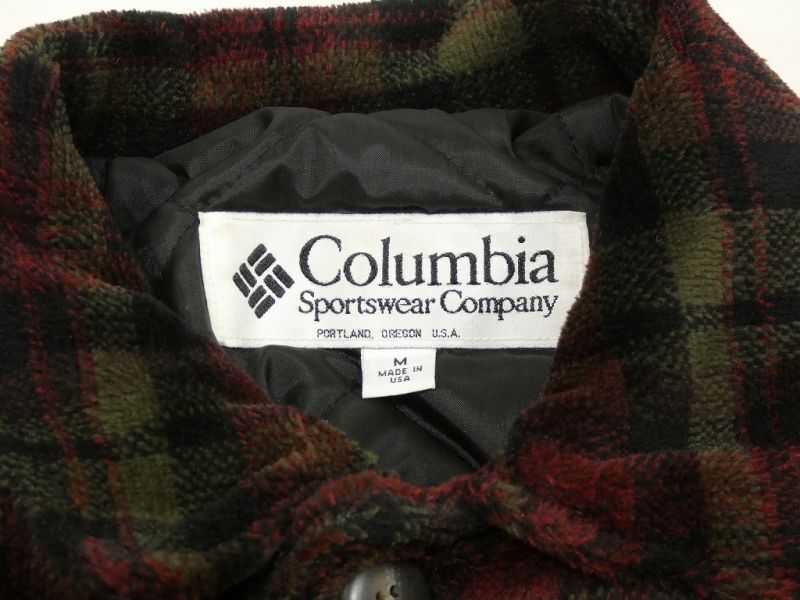 Columbia
Sportswear Company
PORTLAND, OREGON U.S.A.
M
MADE IN
USA